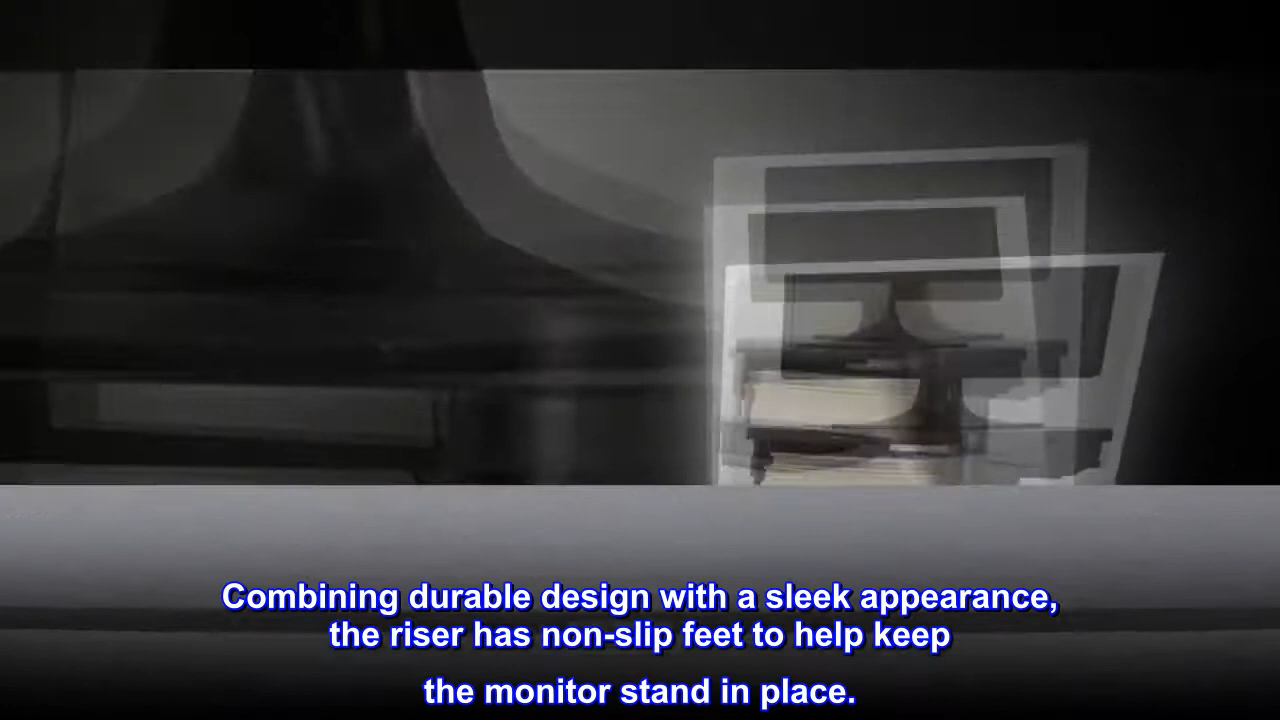 Combining durable design with a sleek appearance,
the riser has non-slip feet to help keep
the monitor stand in place.